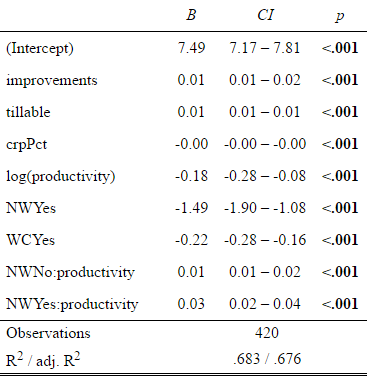 B CI p
(Intercept) 7.49 7.17 – 7.81 <.001
improvements 0.01 0.01 – 0.02 <.001
tillable 0.01 0.01 – 0.01 <.001
crpPct -0.00 -0.00 – -0.00 <.001
log(productivity) -0.18 -0.28 – -0.08 <.001
NWYes -1.49 -1.90 – -1.08 <.001
WCYes -0.22 -0.28 – -0.16 <.001
NWNo:productivity 0.01 0.01 – 0.02 <.001
NWYes:productivity 0.03 0.02 – 0.04 <.001
Observations 420
R2 / adj. R2 .683 / .676